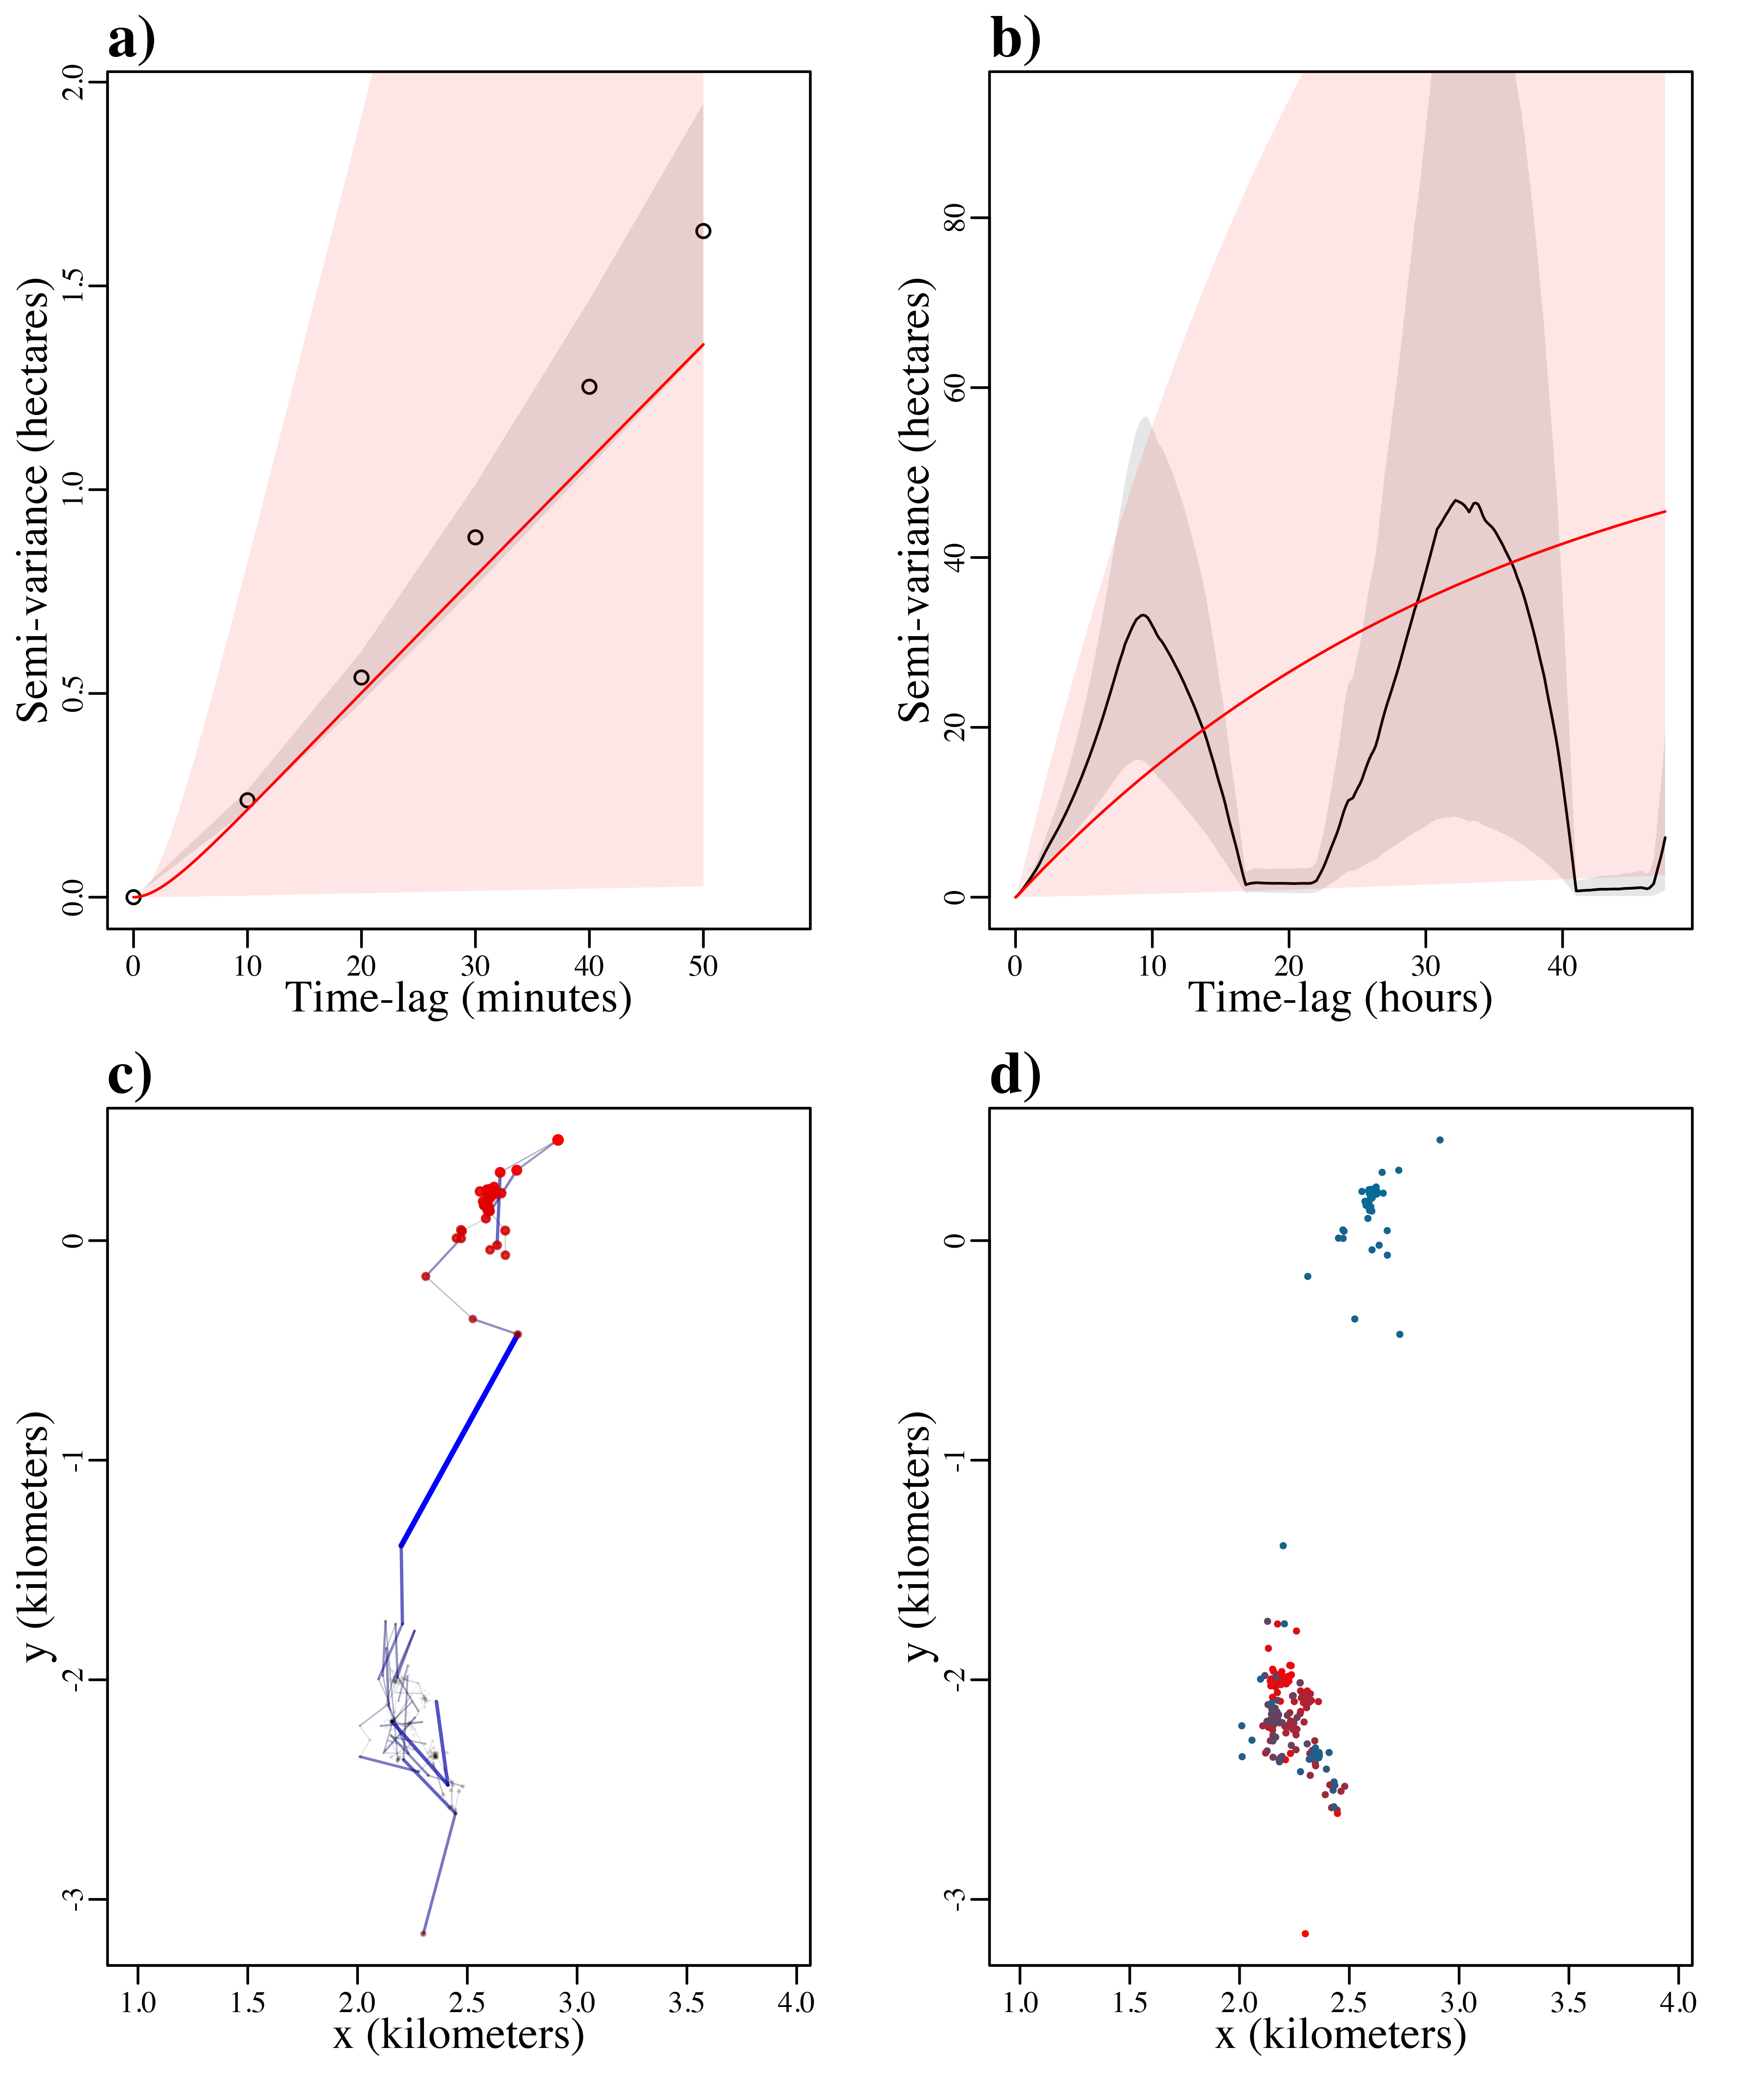 a)
Semi-variance (hectares)
2.0
1.5
1.0
0.5
0.0
0 10 20 30 40 50
Time-lag (minutes)
b)
Semi-variance (hectares)
80
60
40
20
0
0 10 20 30 40
Time-lag (hours)
c)
y (kilometers)
0
-1
-2
-3
1.0 1.5 2.0 2.5 3.0 3.5 4.0
x (kilometers)
d)
y (kilometers)
0
-1
-2
-3
1.0 1.5 2.0 2.5 3.0 3.5 4.0
x (kilometers)